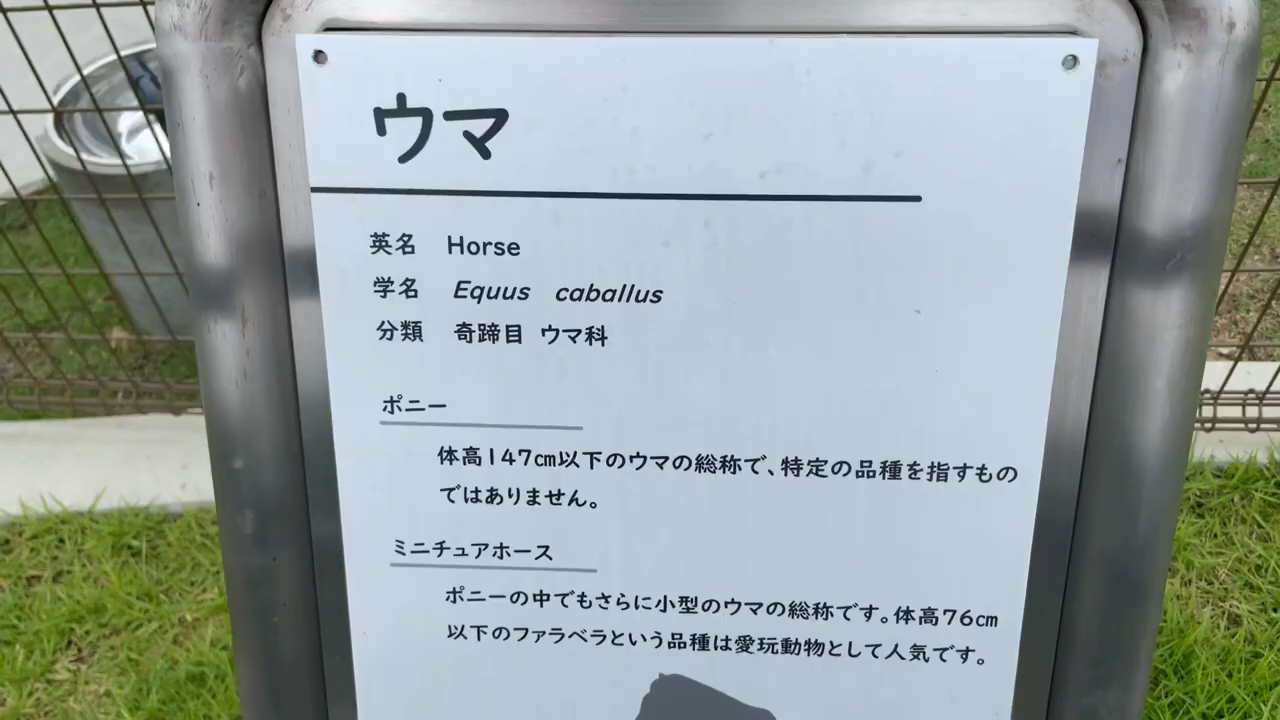 ウマ
英名 Horse
学名 Equus caballus
分類 奇蹄目 ウマ科
ポニー
体高147cm以下のウマの総称で、特定の品種を指すもの
ではありません。
ミニチュアホース
ポニーの中でもさらに小型のウマの総称です。体高76cm
以下のファラベラという品種は愛玩動物として人気です。